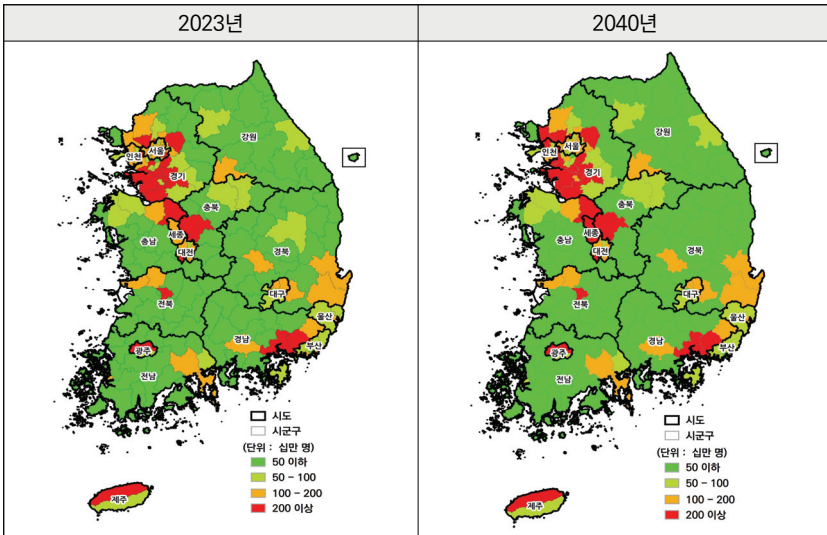 2023년
2040년
강원
서울
인천
경기
충북
세종
충남
대전
경북
대구
전북
울산
경남
부산
광주
전남
제주
시도
시군구
(단위 : 십만 명)
50 이하
50 – 100
100 – 200
200 이상
강원
서울
인천
경기
충북
세종
충남
대전
경북
대구
전북
울산
경남
부산
광주
전남
제주
시도
시군구
(단위 : 십만 명)
50 이하
50 – 100
100 – 200
200 이상